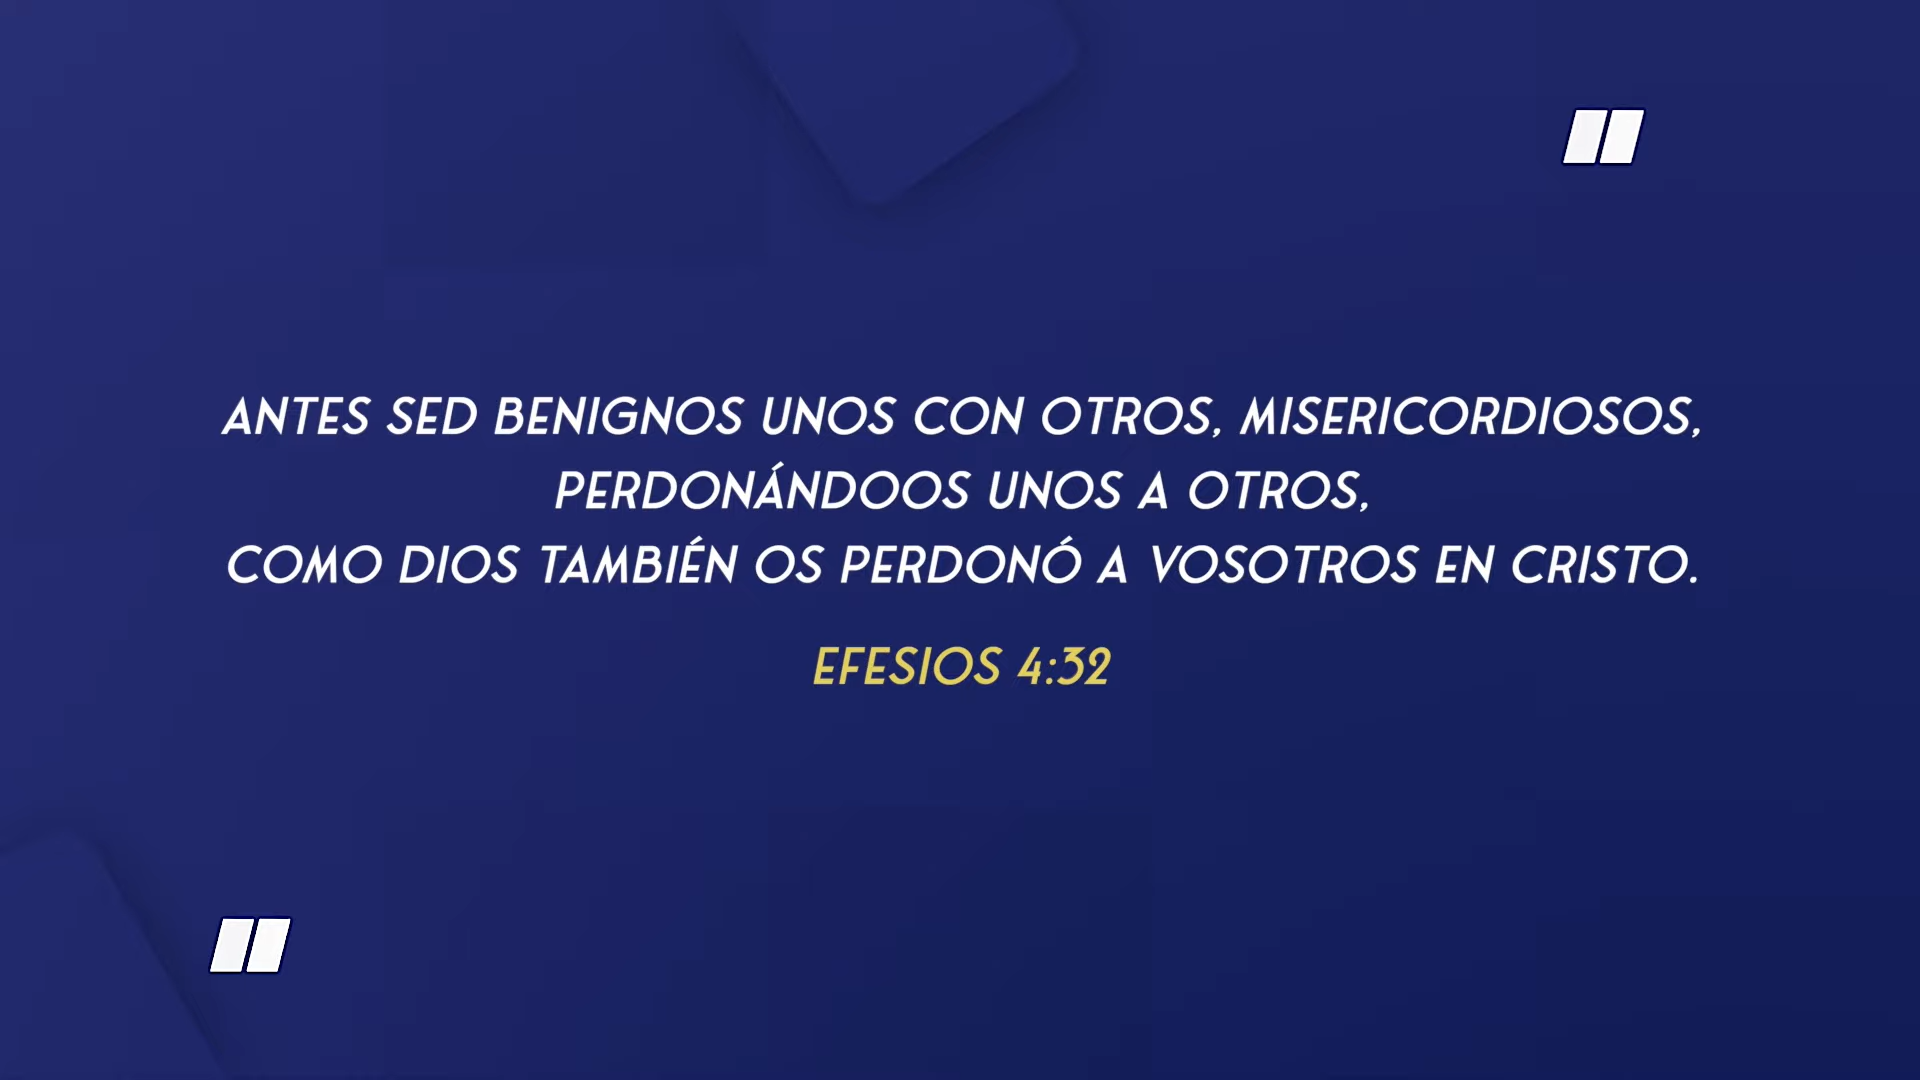 ANTES SED BENIGNOS UNOS CON OTROS, MISERICORDIOSOS,
PERDONÁNDOOS UNOS A OTROS,
COMO DIOS TAMBIÉN OS PERDONÓ A VOSOTROS EN CRISTO.
EFESIOS 4:32